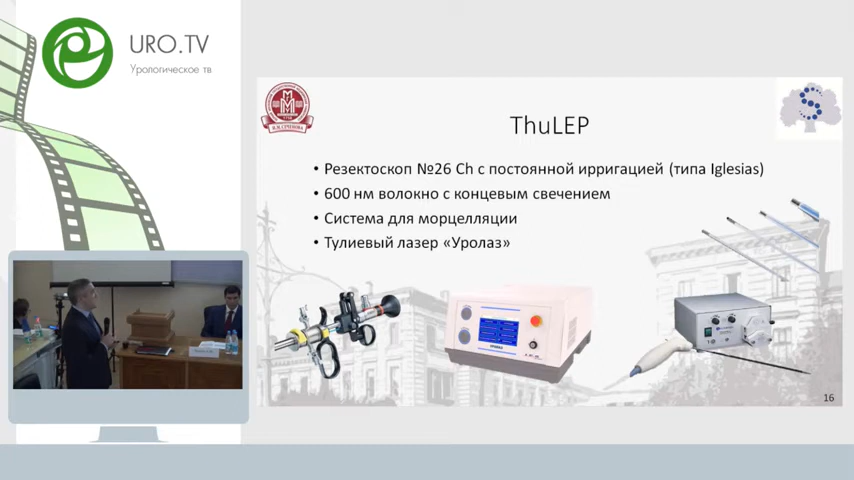 URO.TV
Урологическое тв
ThuLEP
• Резектоскоп №26 Ch с постоянной ирригацией (типа Iglesias)
• 600 нм волокно с концевым свечением
• Система для морцелляции
• Тулиевый лазер «Уролаз»
16